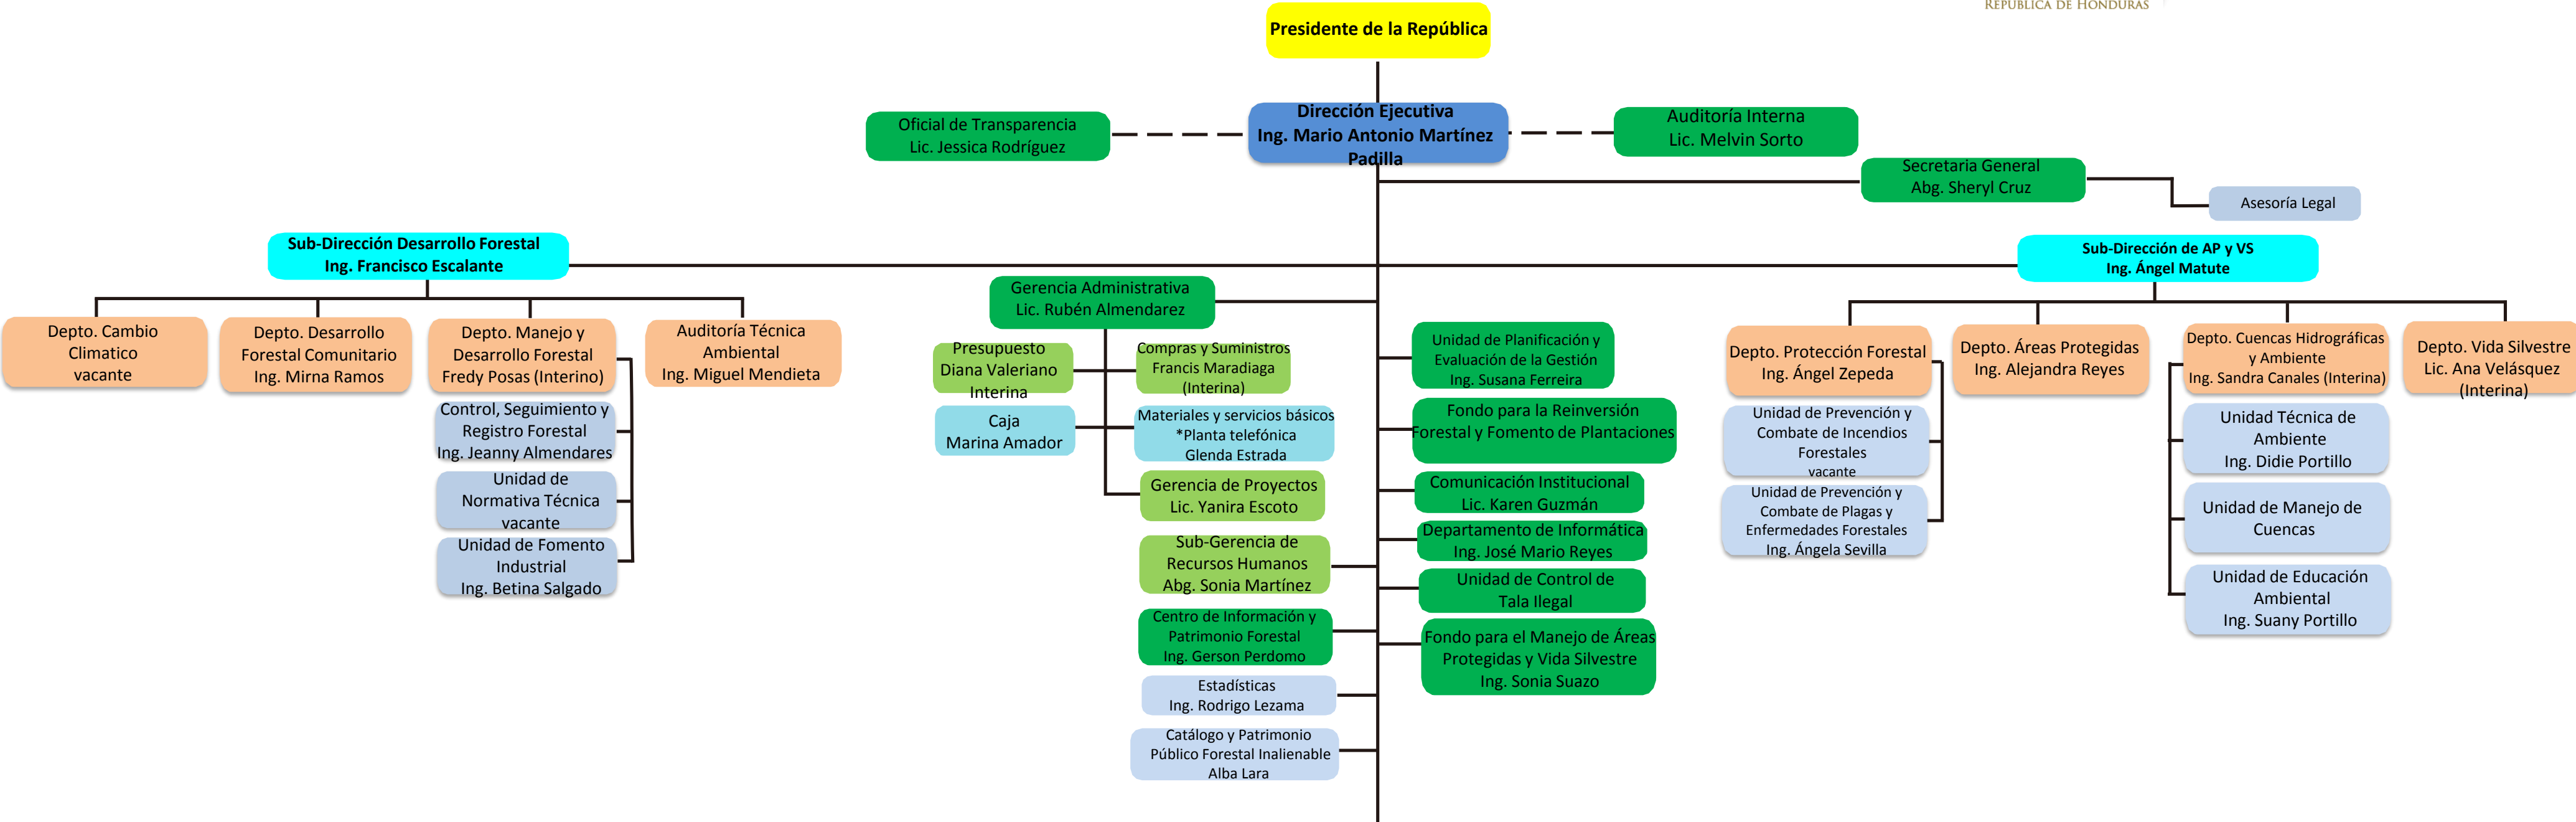 REPÚBLICA DE HONDURAS
Presidente de la República
Dirección Ejecutiva
Ing. Mario Antonio Martínez
Padilla
Oficial de Transparencia
Lic. Jessica Rodríguez
Auditoría Interna
Lic. Melvin Sorto
Secretaria General
Abg. Sheryl Cruz
Asesoría Legal
Sub-Dirección Desarrollo Forestal
Ing. Francisco Escalante
Sub-Dirección de AP y VS
Ing. Ángel Matute
Depto. Cambio
Climatico
vacante
Depto. Desarrollo
Forestal Comunitario
Ing. Mirna Ramos
Depto. Manejo y
Desarrollo Forestal
Fredy Posas (Interino)
Auditoría Técnica
Ambiental
Ing. Miguel Mendieta
Control, Seguimiento y
Registro Forestal
Ing. Jeanny Almendares
Unidad de
Normativa Técnica
vacante
Unidad de Fomento
Industrial
Ing. Betina Salgado
Gerencia Administrativa
Lic. Rubén Almendarez
Presupuesto
Diana Valeriano
Interina
Compras y Suministros
Francis Maradiaga
(Interina)
Caja
Marina Amador
Materiales y servicios básicos
*Planta telefónica
Glenda Estrada
Gerencia de Proyectos
Lic. Yanira Escoto
Sub-Gerencia de
Recursos Humanos
Abg. Sonia Martínez
Centro de Información y
Patrimonio Forestal
Ing. Gerson Perdomo
Estadísticas
Ing. Rodrigo Lezama
Catálogo y Patrimonio
Público Forestal Inalienable
Alba Lara
Unidad de Planificación y
Evaluación de la Gestión
Ing. Susana Ferreira
Fondo para la Reinversión
Forestal y Fomento de Plantaciones
Comunicación Institucional
Lic. Karen Guzmán
Departamento de Informática
Ing. José Mario Reyes
Unidad de Control de
Tala Ilegal
Fondo para el Manejo de Áreas
Protegidas y Vida Silvestre
Ing. Sonia Suazo
Depto. Protección Forestal
Ing. Ángel Zepeda
Depto. Áreas Protegidas
Ing. Alejandra Reyes
Depto. Cuencas Hidrográficas
y Ambiente
Ing. Sandra Canales (Interina)
Depto. Vida Silvestre
Lic. Ana Velásquez
(Interina)
Unidad de Prevención y
Combate de Incendios
Forestales
vacante
Unidad de Prevención y
Combate de Plagas y
Enfermedades Forestales
Ing. Ángela Sevilla
Unidad Técnica de
Ambiente
Ing. Didie Portillo
Unidad de Manejo de
Cuencas
Unidad de Educación
Ambiental
Ing. Suany Portillo